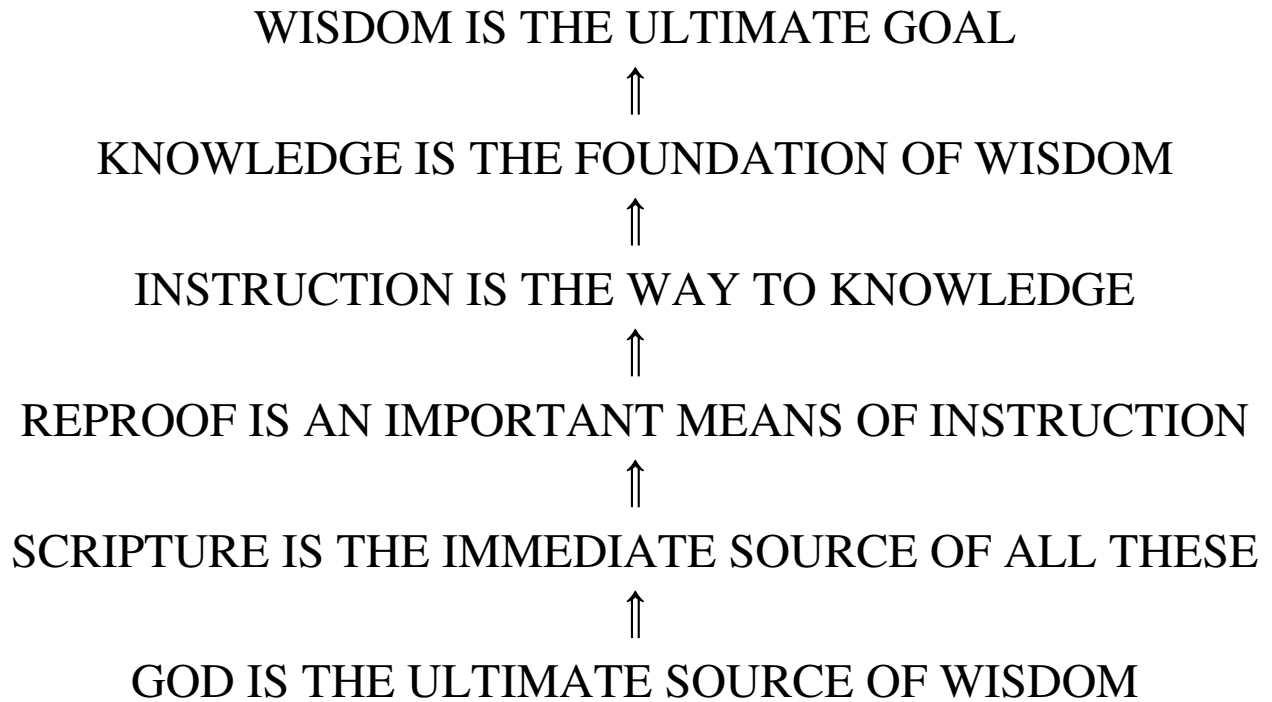 WISDOM IS THE ULTIMATE GOAL
⇑
KNOWLEDGE IS THE FOUNDATION OF WISDOM
⇑
INSTRUCTION IS THE WAY TO KNOWLEDGE
⇑
REPROOF IS AN IMPORTANT MEANS OF INSTRUCTION
⇑
SCRIPTURE IS THE IMMEDIATE SOURCE OF ALL THESE
⇑
GOD IS THE ULTIMATE SOURCE OF WISDOM